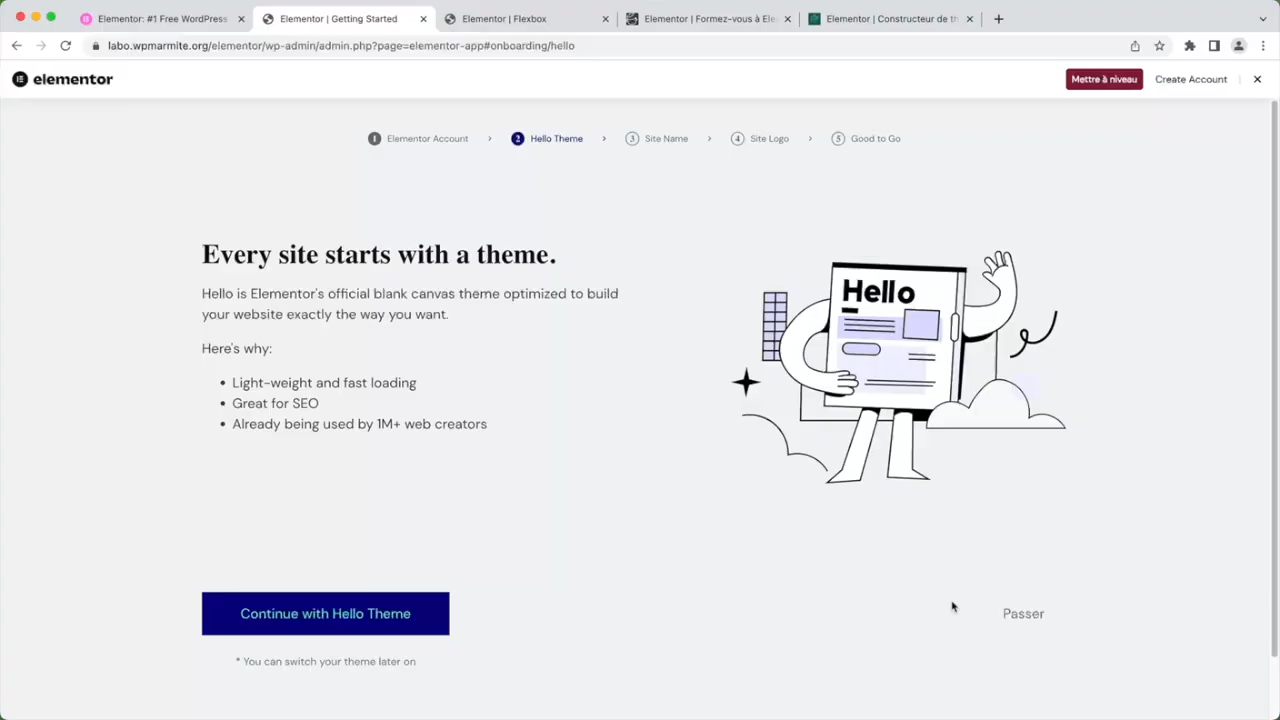 Elementor: #1 Free WordPress
Elementor | Getting Started
Elementor | Flexbox
Elementor | Formez-vous à Ele
Elementor | Constructeur de th
labo.wpmarmite.org/elementor/wp-admin/admin.php?page=elementor-app#onboarding/hello
elementor
Mettre à niveau
Create Account
1 Elementor Account
2 Hello Theme
3 Site Name
4 Site Logo
5 Good to Go
Every site starts with a theme.
Hello is Elementor's official blank canvas theme optimized to build
your website exactly the way you want.
Here's why:
• Light-weight and fast loading
• Great for SEO
• Already being used by 1M+ web creators
Hello
Continue with Hello Theme
Passer
* You can switch your theme later on